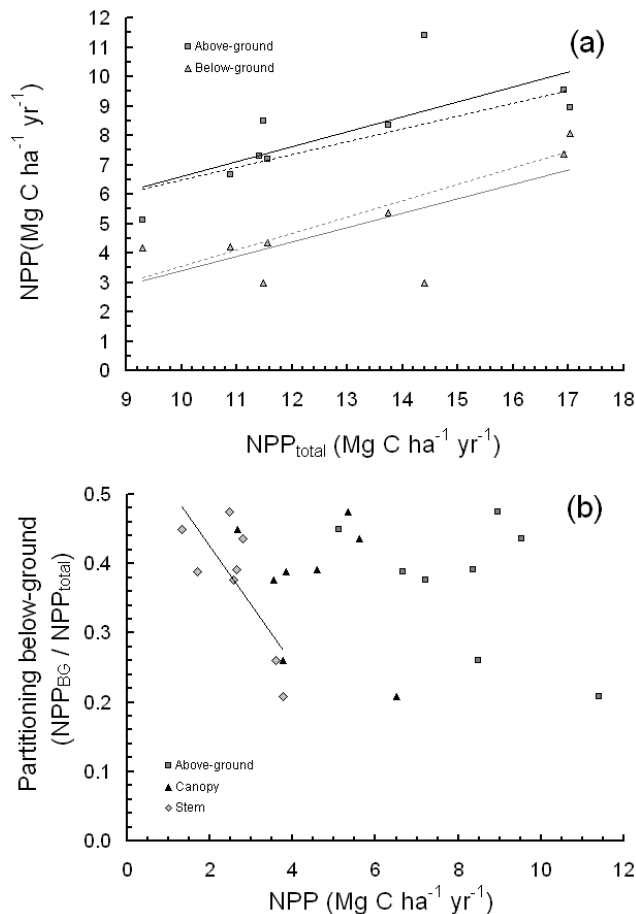 (a)
Above-ground
Below-ground
NPP(Mg C ha⁻¹ yr⁻¹)
12
11
10
9
8
7
6
5
4
3
2
1
0
9 10 11 12 13 14 15 16 17 18
NPPtotal (Mg C ha⁻¹ yr⁻¹)
(b)
Partitioning below-ground
(NPPBG / NPPtotal)
0.5
0.4
0.3
0.2
0.1
0.0
Above-ground
Canopy
Stem
0 2 4 6 8 10 12
NPP (Mg C ha⁻¹ yr⁻¹)